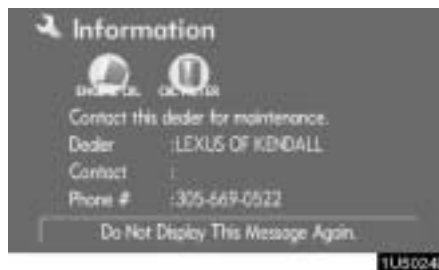 Information
ENGINE OIL
OIL FILTER
Contact this dealer for maintenance.
Dealer :LEXUS OF KENDALL
Contact :
Phone # :305-669-0522
Do Not Display This Message Again.
1U5024